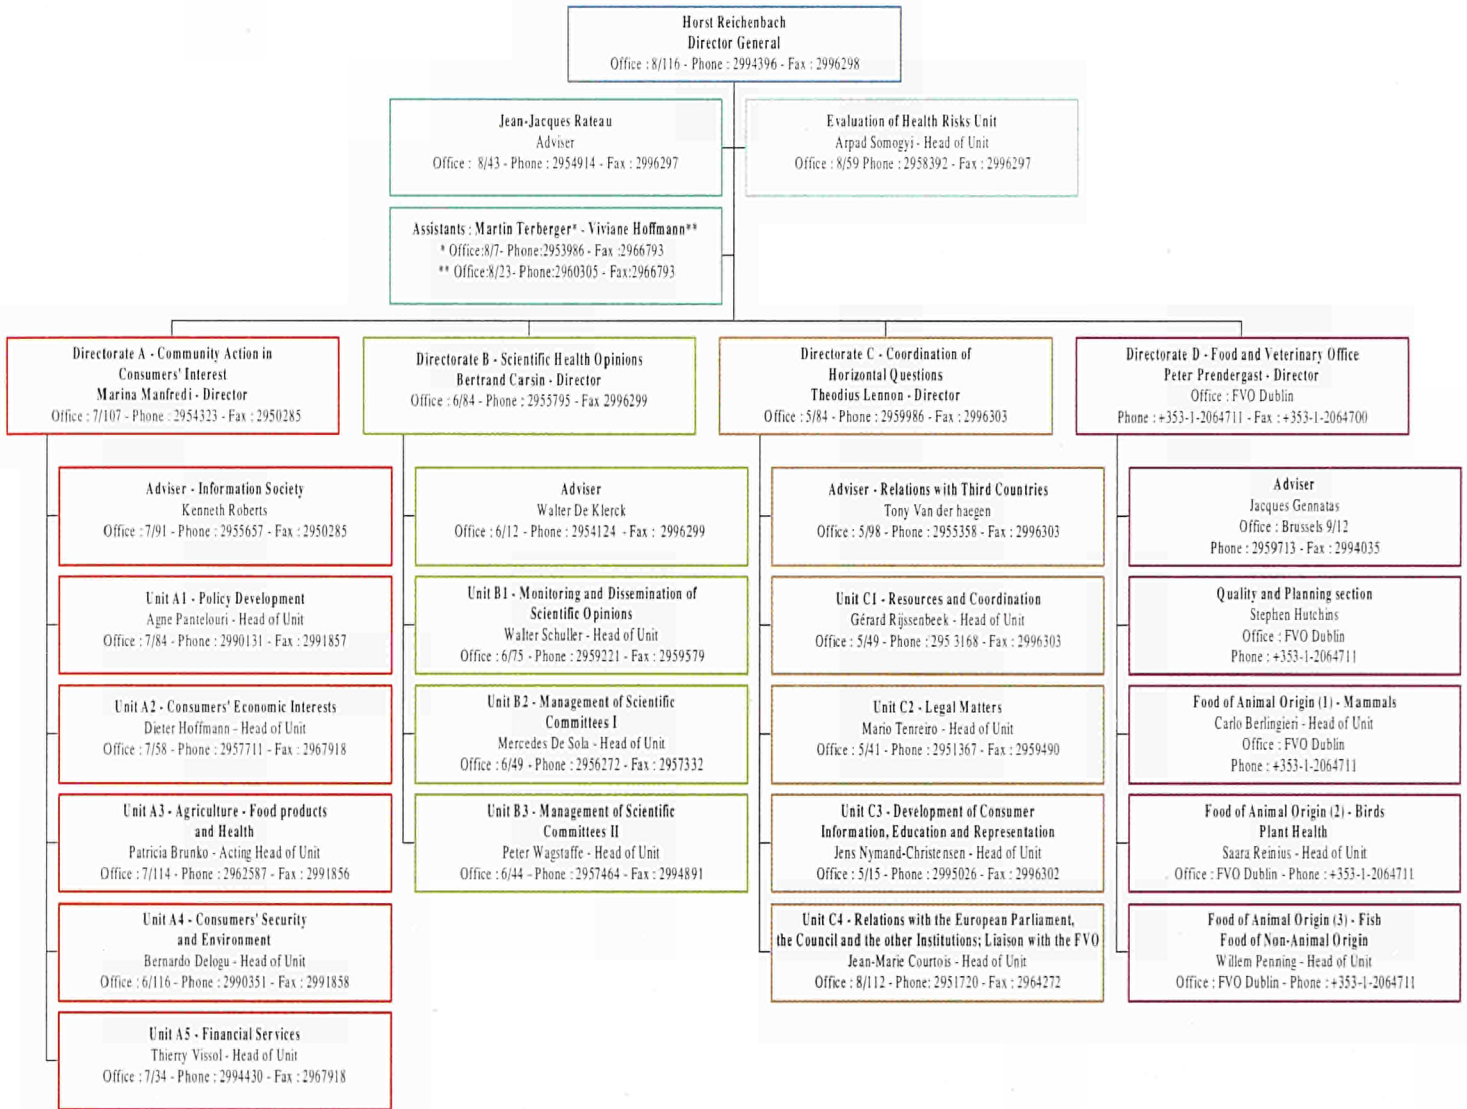 Horst Reichenbach
Director General
Office : 8/116 - Phone : 2994396 - Fax : 2996298
Jean-Jacques Rateau
Adviser
Office : 8/43 - Phone : 2954914 - Fax : 2996297
Evaluation of Health Risks Unit
Arpad Somogyi - Head of Unit
Office : 8/59 Phone : 2958392 - Fax : 2996297
Assistants : Martin Terberger* - Viviane Hoffmann**
* Office:8/7- Phone:2953986 - Fax :2966793
** Office:8/23- Phone:2960305 - Fax:2966793
Directorate A - Community Action in
Consumers' Interest
Marina Manfredi - Director
Office : 7/107 - Phone : 2954323 - Fax : 2950285
Adviser - Information Society
Kenneth Roberts
Office : 7/91 - Phone : 2955657 - Fax : 2950285
Unit A1 - Policy Development
Agne Pantelouri - Head of Unit
Office : 7/84 - Phone : 2990131 - Fax : 2991857
Unit A2 - Consumers' Economic Interests
Dieter Hoffmann - Head of Unit
Office : 7/58 - Phone : 2957711 - Fax : 2967918
Unit A3 - Agriculture - Food products
and Health
Patricia Brunko - Acting Head of Unit
Office : 7/114 - Phone : 2962587 - Fax : 2991856
Unit A4 - Consumers' Security
and Environment
Bernardo Delogu - Head of Unit
Office : 6/116 - Phone : 2990351 - Fax : 2991858
Unit A5 - Financial Services
Thierry Vissol - Head of Unit
Office : 7/34 - Phone : 2994430 - Fax : 2967918
Directorate B - Scientific Health Opinions
Bertrand Carsin - Director
Office : 6/84 - Phone : 2955795 - Fax 2996299
Adviser
Walter De Klerck
Office : 6/12 - Phone : 2954124 - Fax : 2996299
Unit B1 - Monitoring and Dissemination of
Scientific Opinions
Walter Schuller - Head of Unit
Office : 6/75 - Phone : 2959221 - Fax : 2959579
Unit B2 - Management of Scientific
Committees I
Mercedes De Sola - Head of Unit
Office : 6/49 - Phone : 2956272 - Fax : 2957332
Unit B3 - Management of Scientific
Committees II
Peter Wagstaffe - Head of Unit
Office : 6/44 - Phone : 2957464 - Fax : 2994891
Directorate C - Coordination of
Horizontal Questions
Theodius Lennon - Director
Office : 5/84 - Phone : 2959986 - Fax : 2996303
Adviser - Relations with Third Countries
Tony Van der haegen
Office : 5/98 - Phone : 2955358 - Fax : 2996303
Unit C1 - Resources and Coordination
Gérard Rijssenbeek - Head of Unit
Office : 5/49 - Phone : 295 3168 - Fax : 2996303
Unit C2 - Legal Matters
Mario Tenreiro - Head of Unit
Office : 5/41 - Phone : 2951367 - Fax : 2959490
Unit C3 - Development of Consumer
Information, Education and Representation
Jens Nymand-Christensen - Head of Unit
Office : 5/15 - Phone : 2995026 - Fax : 2996302
Unit C4 - Relations with the European Parliament,
the Council and the other Institutions; Liaison with the FVO
Jean-Marie Courtois - Head of Unit
Office : 8/112 - Phone: 2951720 - Fax : 2964272
Directorate D - Food and Veterinary Office
Peter Prendergast - Director
Office : FVO Dublin
Phone : +353-1-2064711 - Fax : +353-1-2064700
Adviser
Jacques Gennatas
Office : Brussels 9/12
Phone : 2959713 - Fax : 2994035
Quality and Planning section
Stephen Hutchins
Office : FVO Dublin
Phone : +353-1-2064711
Food of Animal Origin (1) - Mammals
Carlo Berlingieri - Head of Unit
Office : FVO Dublin
Phone : +353-1-2064711
Food of Animal Origin (2) - Birds
Plant Health
Saara Reinius - Head of Unit
Office : FVO Dublin - Phone : +353-1-2064711
Food of Animal Origin (3) - Fish
Food of Non-Animal Origin
Willem Penning - Head of Unit
Office : FVO Dublin - Phone : +353-1-2064711